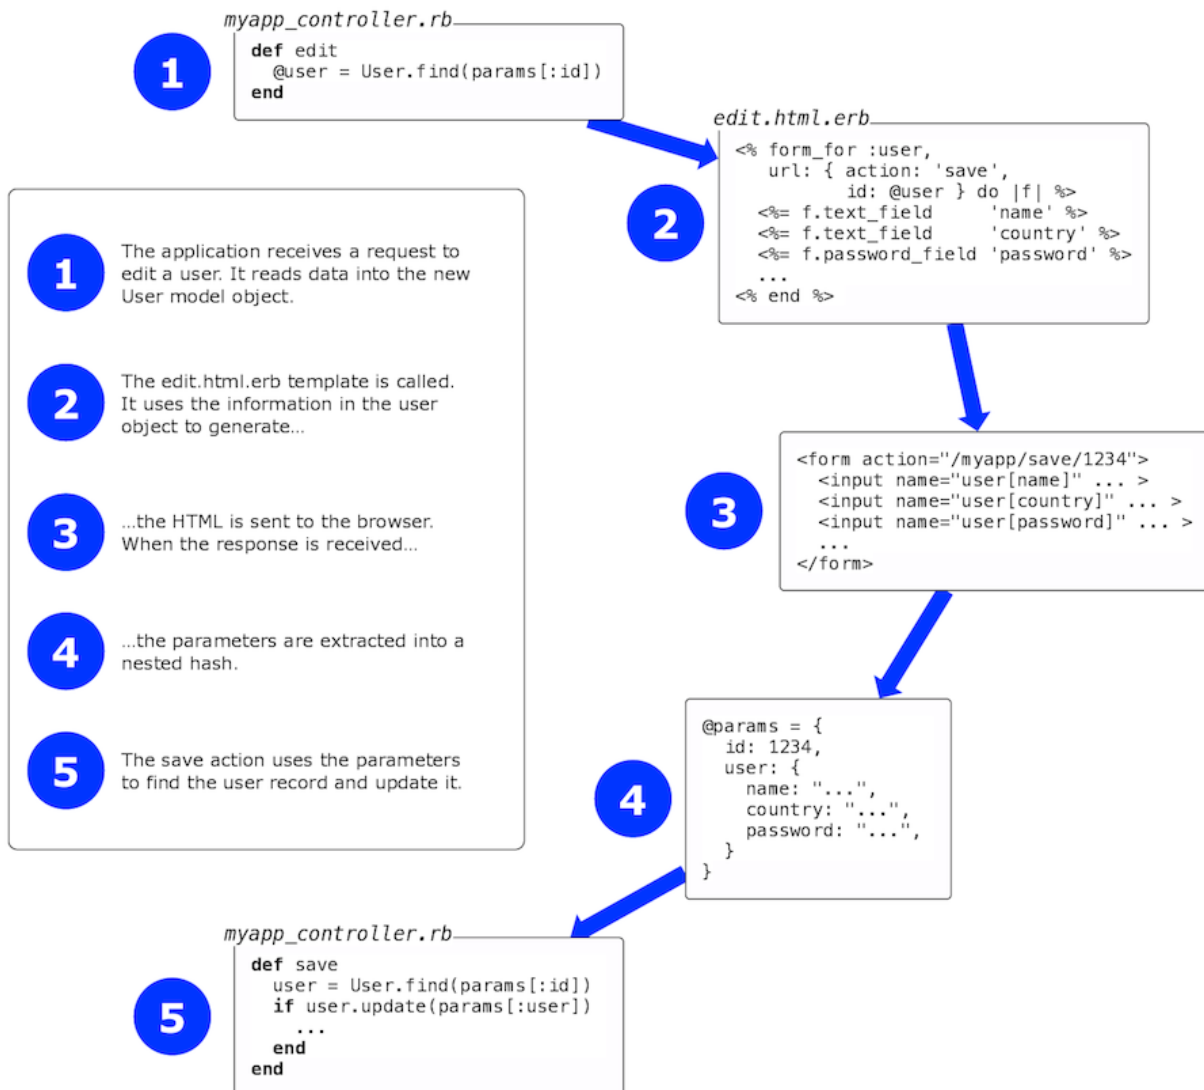 myapp_controller.rb
1
def edit
  @user = User.find(params[:id])
end
edit.html.erb
2
<% form_for :user,
   url: { action: 'save',
          id: @user } do |f| %>
  <%= f.text_field     'name' %>
  <%= f.text_field     'country' %>
  <%= f.password_field 'password' %>
  ...
<% end %>
1
The application receives a request to
edit a user. It reads data into the new
User model object.
2
The edit.html.erb template is called.
It uses the information in the user
object to generate...
3
...the HTML is sent to the browser.
When the response is received...
4
...the parameters are extracted into a
nested hash.
5
The save action uses the parameters
to find the user record and update it.
3
<form action="/myapp/save/1234">
  <input name="user[name]" ... >
  <input name="user[country]" ... >
  <input name="user[password]" ... >
  ...
</form>
4
@params = {
  id: 1234,
  user: {
    name: "...",
    country: "...",
    password: "...",
  }
}
myapp_controller.rb
5
def save
  user = User.find(params[:id])
  if user.update(params[:user])
    ...
  end
end